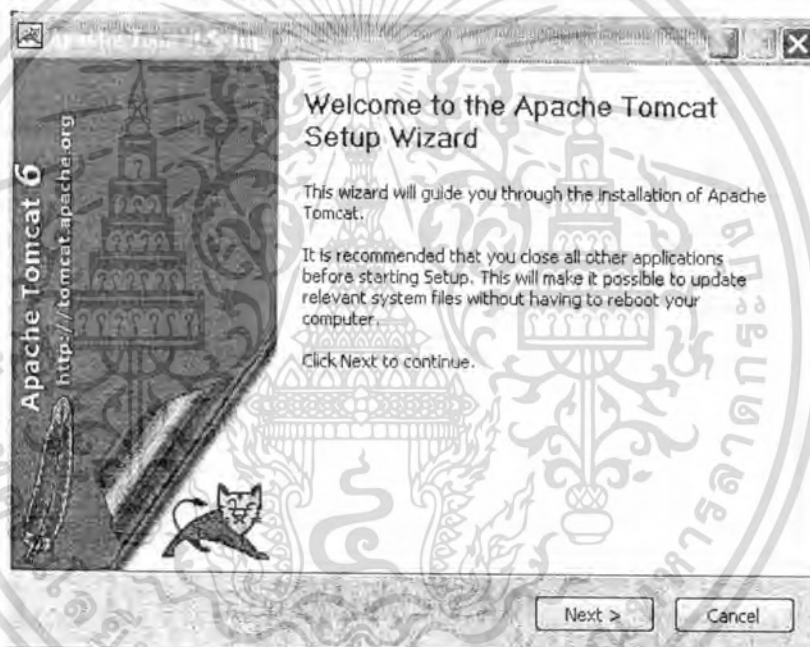 Apache Tomcat Setup
Apache Tomcat 6
http://tomcat.apache.org
Welcome to the Apache Tomcat
Setup Wizard
This wizard will guide you through the installation of Apache
Tomcat.
It is recommended that you close all other applications
before starting Setup. This will make it possible to update
relevant system files without having to reboot your
computer.
Click Next to continue.
Next >
Cancel